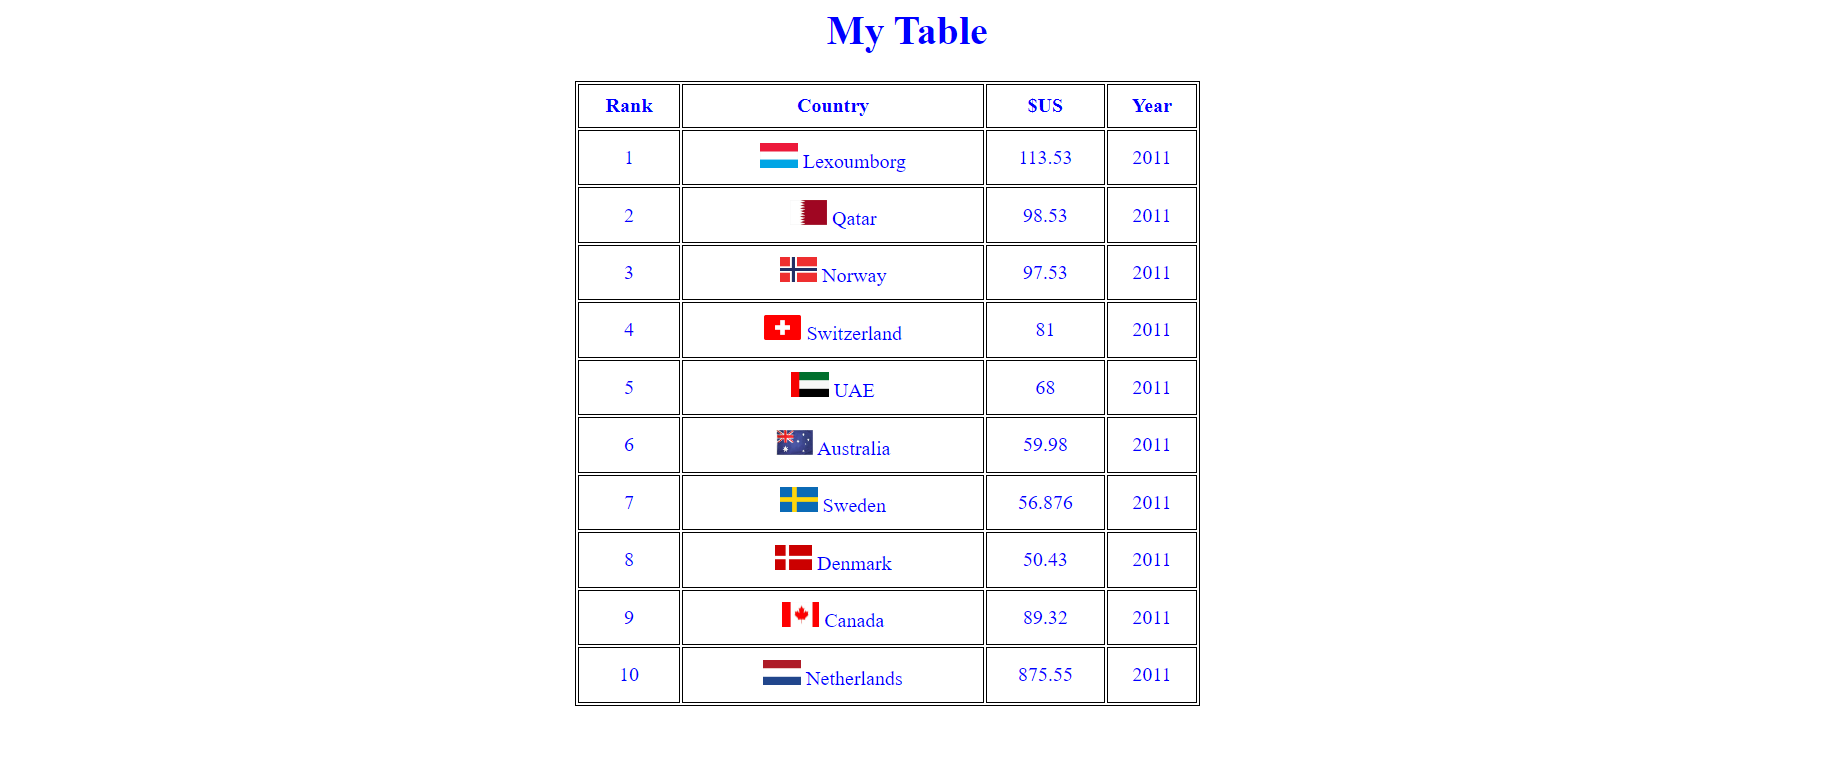 My Table
Rank Country $US Year
1 Lexoumborg 113.53 2011
2 Qatar 98.53 2011
3 Norway 97.53 2011
4 Switzerland 81 2011
5 UAE 68 2011
6 Australia 59.98 2011
7 Sweden 56.876 2011
8 Denmark 50.43 2011
9 Canada 89.32 2011
10 Netherlands 875.55 2011